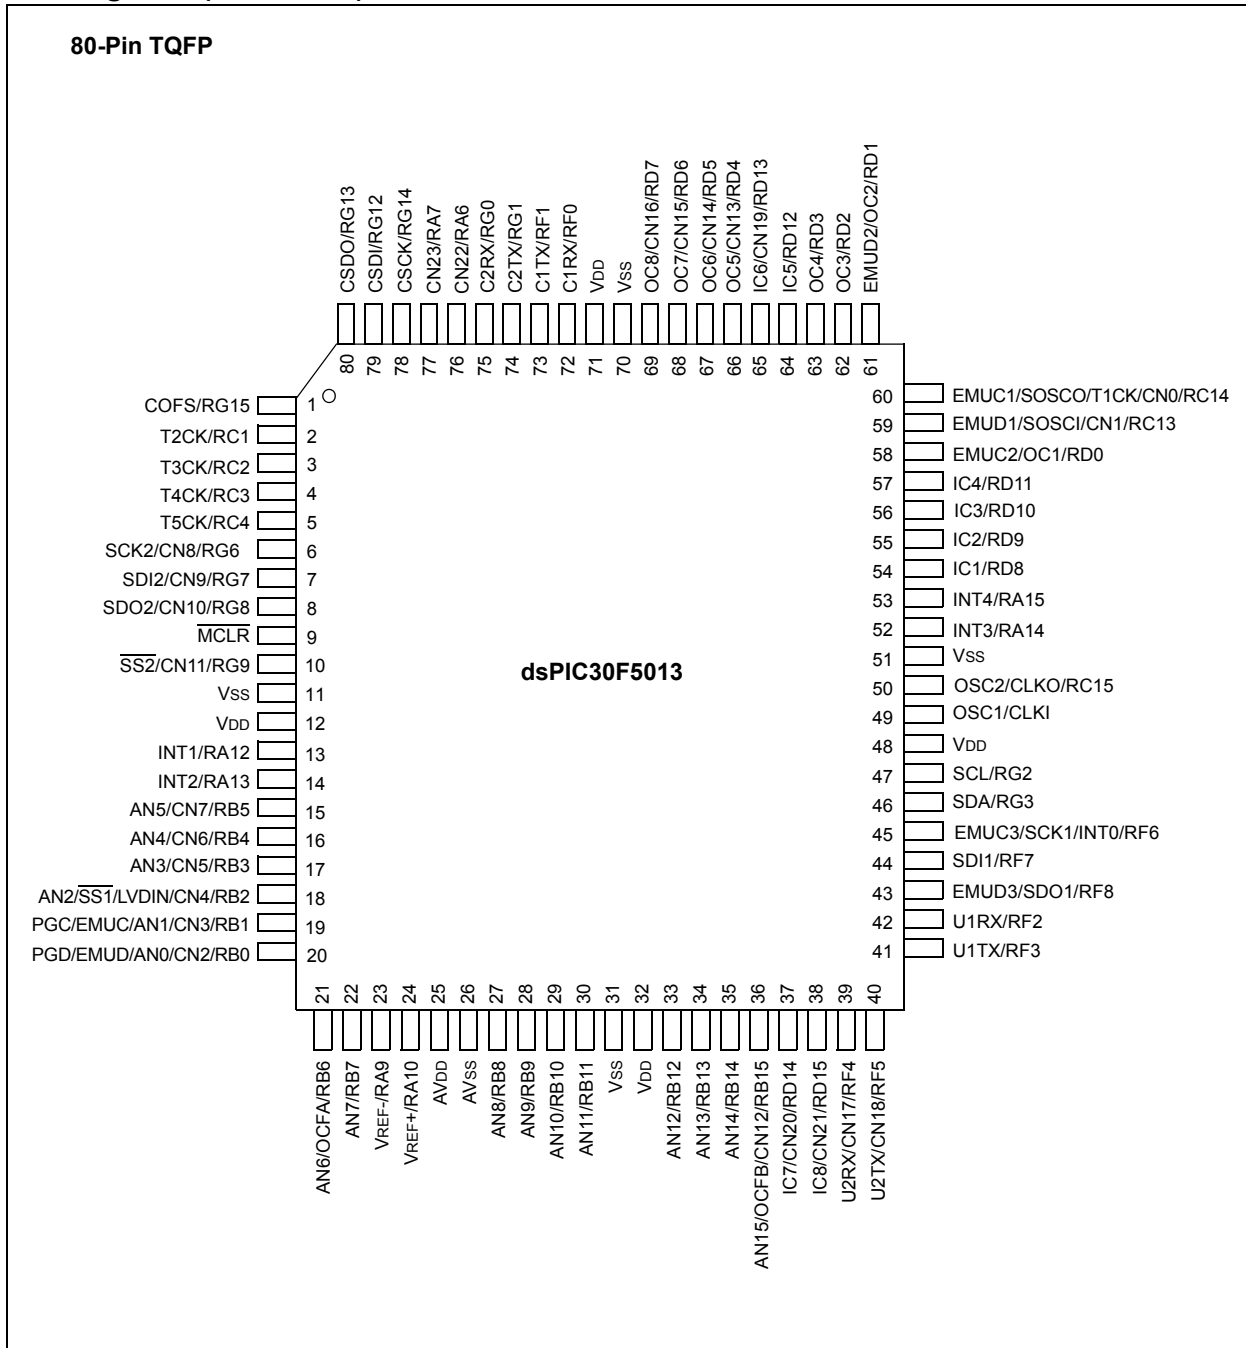 80-Pin TQFP
CSDO/RG13
CSDI/RG12
CSCK/RG14
CN23/RA7
CN22/RA6
C2RX/RG0
C2TX/RG1
C1TX/RF1
C1RX/RF0
VDD
VSS
OC8/CN16/RD7
OC7/CN15/RD6
OC6/CN14/RD5
OC5/CN13/RD4
IC6/CN19/RD13
IC5/RD12
OC4/RD3
OC3/RD2
EMUD2/OC2/RD1
80 79 78 77 76 75 74 73 72 71 70 69 68 67 66 65 64 63 62 61
COFS/RG15 1
T2CK/RC1 2
T3CK/RC2 3
T4CK/RC3 4
T5CK/RC4 5
SCK2/CN8/RG6 6
SDI2/CN9/RG7 7
SDO2/CN10/RG8 8
MCLR 9
SS2/CN11/RG9 10
VSS 11
VDD 12
INT1/RA12 13
INT2/RA13 14
AN5/CN7/RB5 15
AN4/CN6/RB4 16
AN3/CN5/RB3 17
AN2/SS1/LVDIN/CN4/RB2 18
PGC/EMUC/AN1/CN3/RB1 19
PGD/EMUD/AN0/CN2/RB0 20
dsPIC30F5013
60 EMUC1/SOSCO/T1CK/CN0/RC14
59 EMUD1/SOSCI/CN1/RC13
58 EMUC2/OC1/RD0
57 IC4/RD11
56 IC3/RD10
55 IC2/RD9
54 IC1/RD8
53 INT4/RA15
52 INT3/RA14
51 VSS
50 OSC2/CLKO/RC15
49 OSC1/CLKI
48 VDD
47 SCL/RG2
46 SDA/RG3
45 EMUC3/SCK1/INT0/RF6
44 SDI1/RF7
43 EMUD3/SDO1/RF8
42 U1RX/RF2
41 U1TX/RF3
21 22 23 24 25 26 27 28 29 30 31 32 33 34 35 36 37 38 39 40
AN6/OCFA/RB6
AN7/RB7
VREF-/RA9
VREF+/RA10
AVDD
AVSS
AN8/RB8
AN9/RB9
AN10/RB10
AN11/RB11
VSS
VDD
AN12/RB12
AN13/RB13
AN14/RB14
AN15/OCFB/CN12/RB15
IC7/CN20/RD14
IC8/CN21/RD15
U2RX/CN17/RF4
U2TX/CN18/RF5